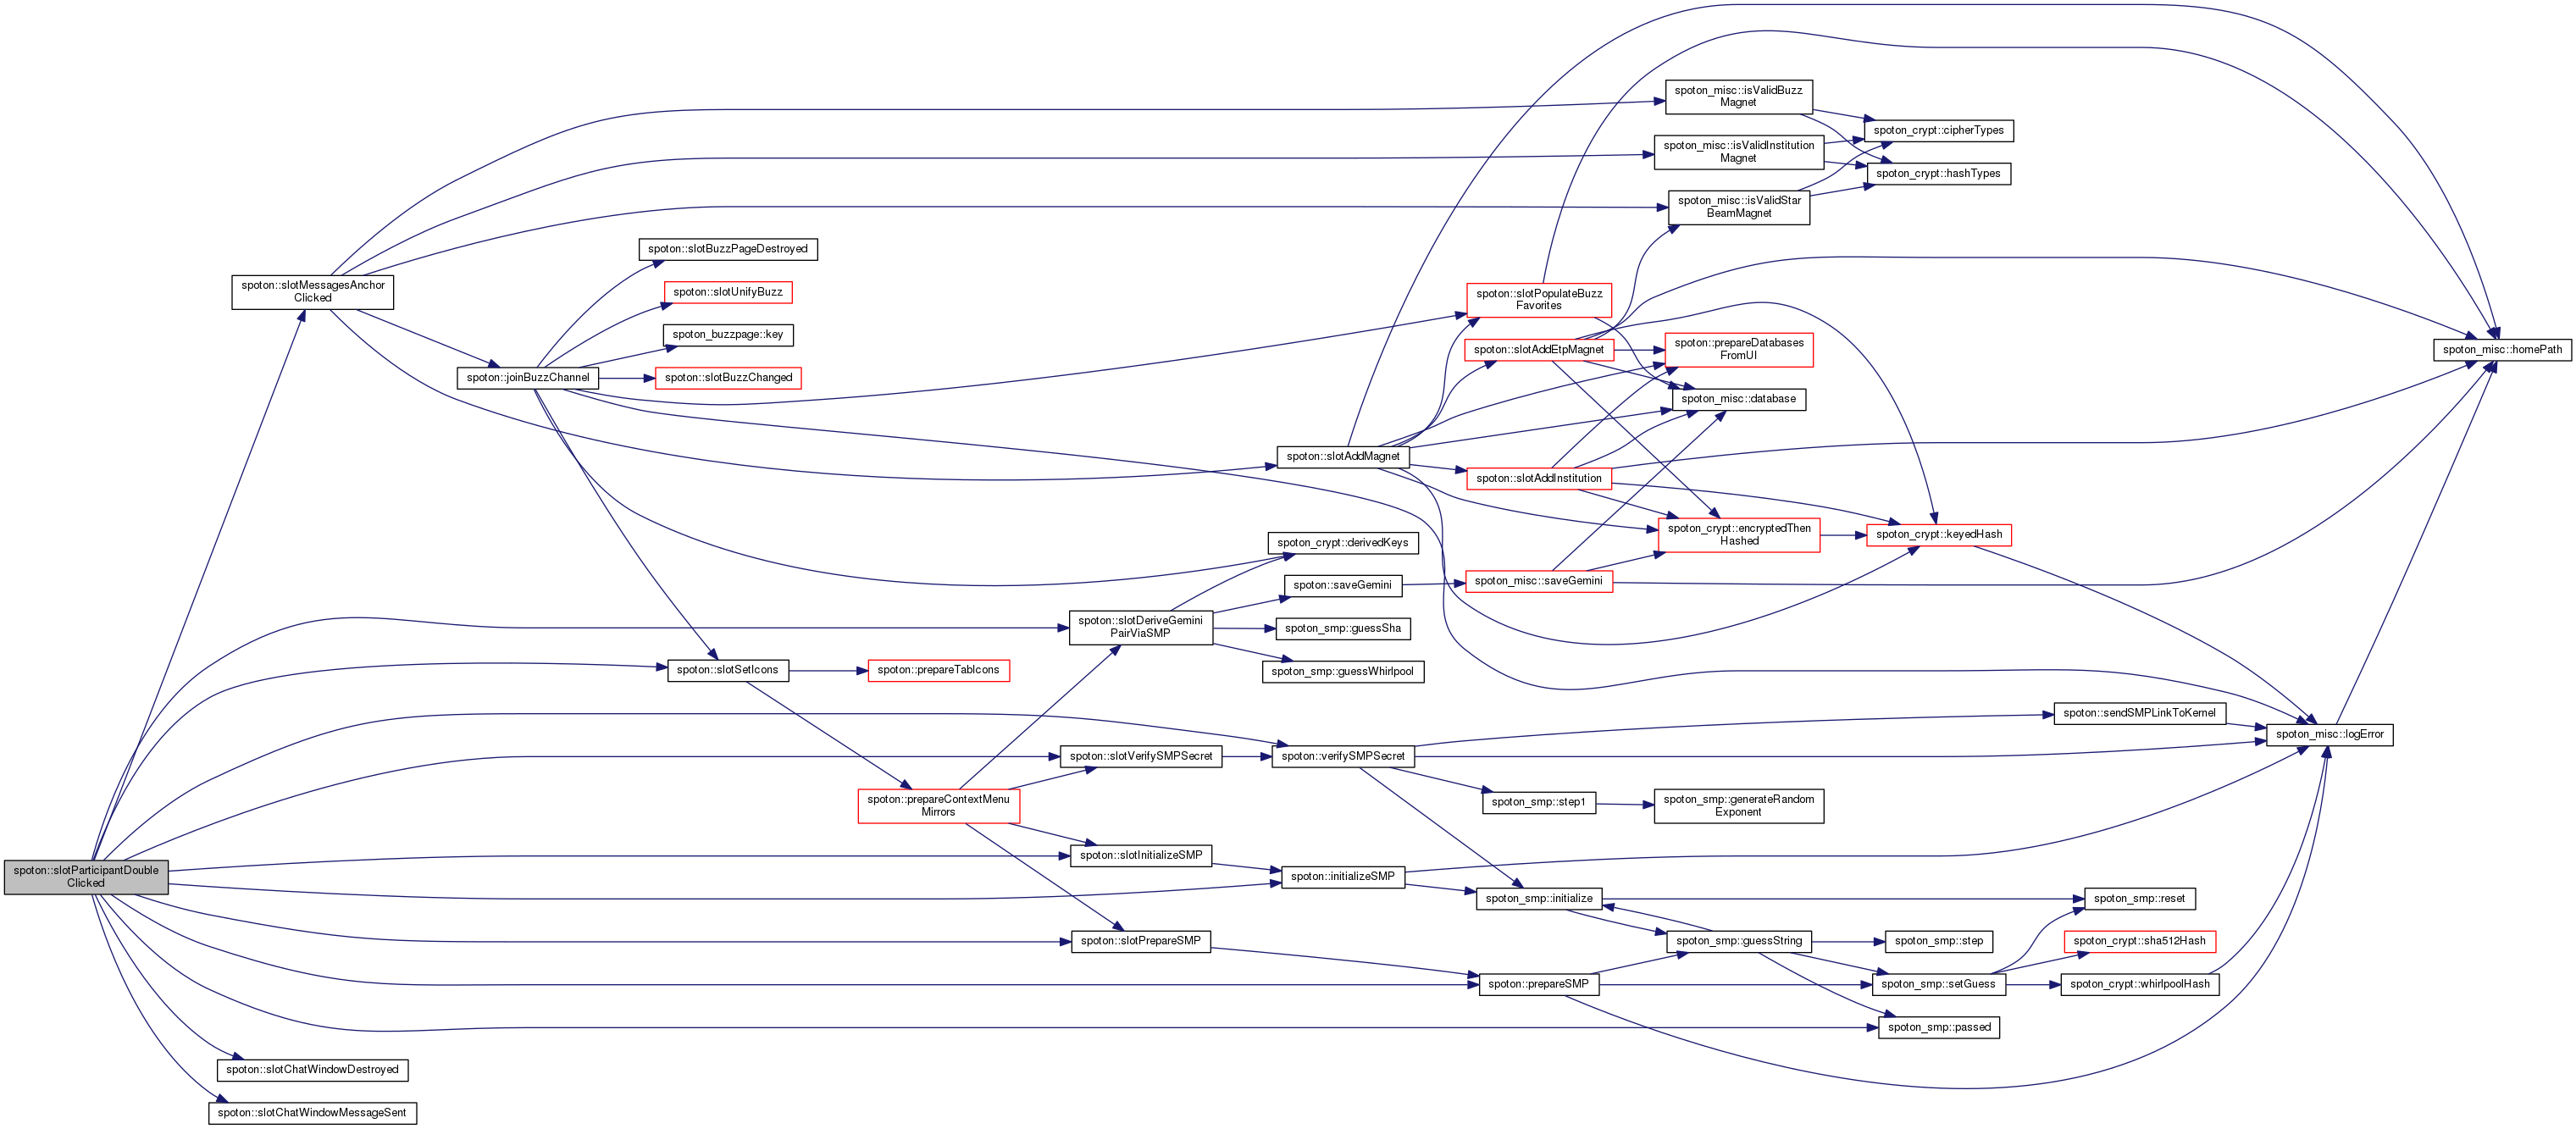 spoton_misc::isValidBuzz
Magnet
spoton_crypt::cipherTypes
spoton_misc::isValidInstitution
Magnet
spoton_crypt::hashTypes
spoton_misc::isValidStar
BeamMagnet
spoton::slotBuzzPageDestroyed
spoton::slotMessagesAnchor
Clicked
spoton::slotUnifyBuzz
spoton::slotPopulateBuzz
Favorites
spoton_buzzpage::key
spoton::slotAddEtpMagnet
spoton::prepareDatabases
FromUI
spoton_misc::homePath
spoton::joinBuzzChannel
spoton::slotBuzzChanged
spoton_misc::database
spoton::slotAddMagnet
spoton::slotAddInstitution
spoton_crypt::encryptedThen
Hashed
spoton_crypt::keyedHash
spoton_crypt::derivedKeys
spoton::saveGemini
spoton_misc::saveGemini
spoton::slotDeriveGemini
PairViaSMP
spoton_smp::guessSha
spoton::slotSetIcons
spoton::prepareTabIcons
spoton_smp::guessWhirlpool
spoton::sendSMPLinkToKernel
spoton_misc::logError
spoton::slotVerifySMPSecret
spoton::verifySMPSecret
spoton::prepareContextMenu
Mirrors
spoton_smp::step1
spoton_smp::generateRandom
Exponent
spoton::slotInitializeSMP
spoton::slotParticipantDouble
Clicked
spoton::initializeSMP
spoton_smp::initialize
spoton_smp::reset
spoton::slotPrepareSMP
spoton_smp::guessString
spoton_smp::step
spoton_crypt::sha512Hash
spoton::prepareSMP
spoton_smp::setGuess
spoton_crypt::whirlpoolHash
spoton_smp::passed
spoton::slotChatWindowDestroyed
spoton::slotChatWindowMessageSent